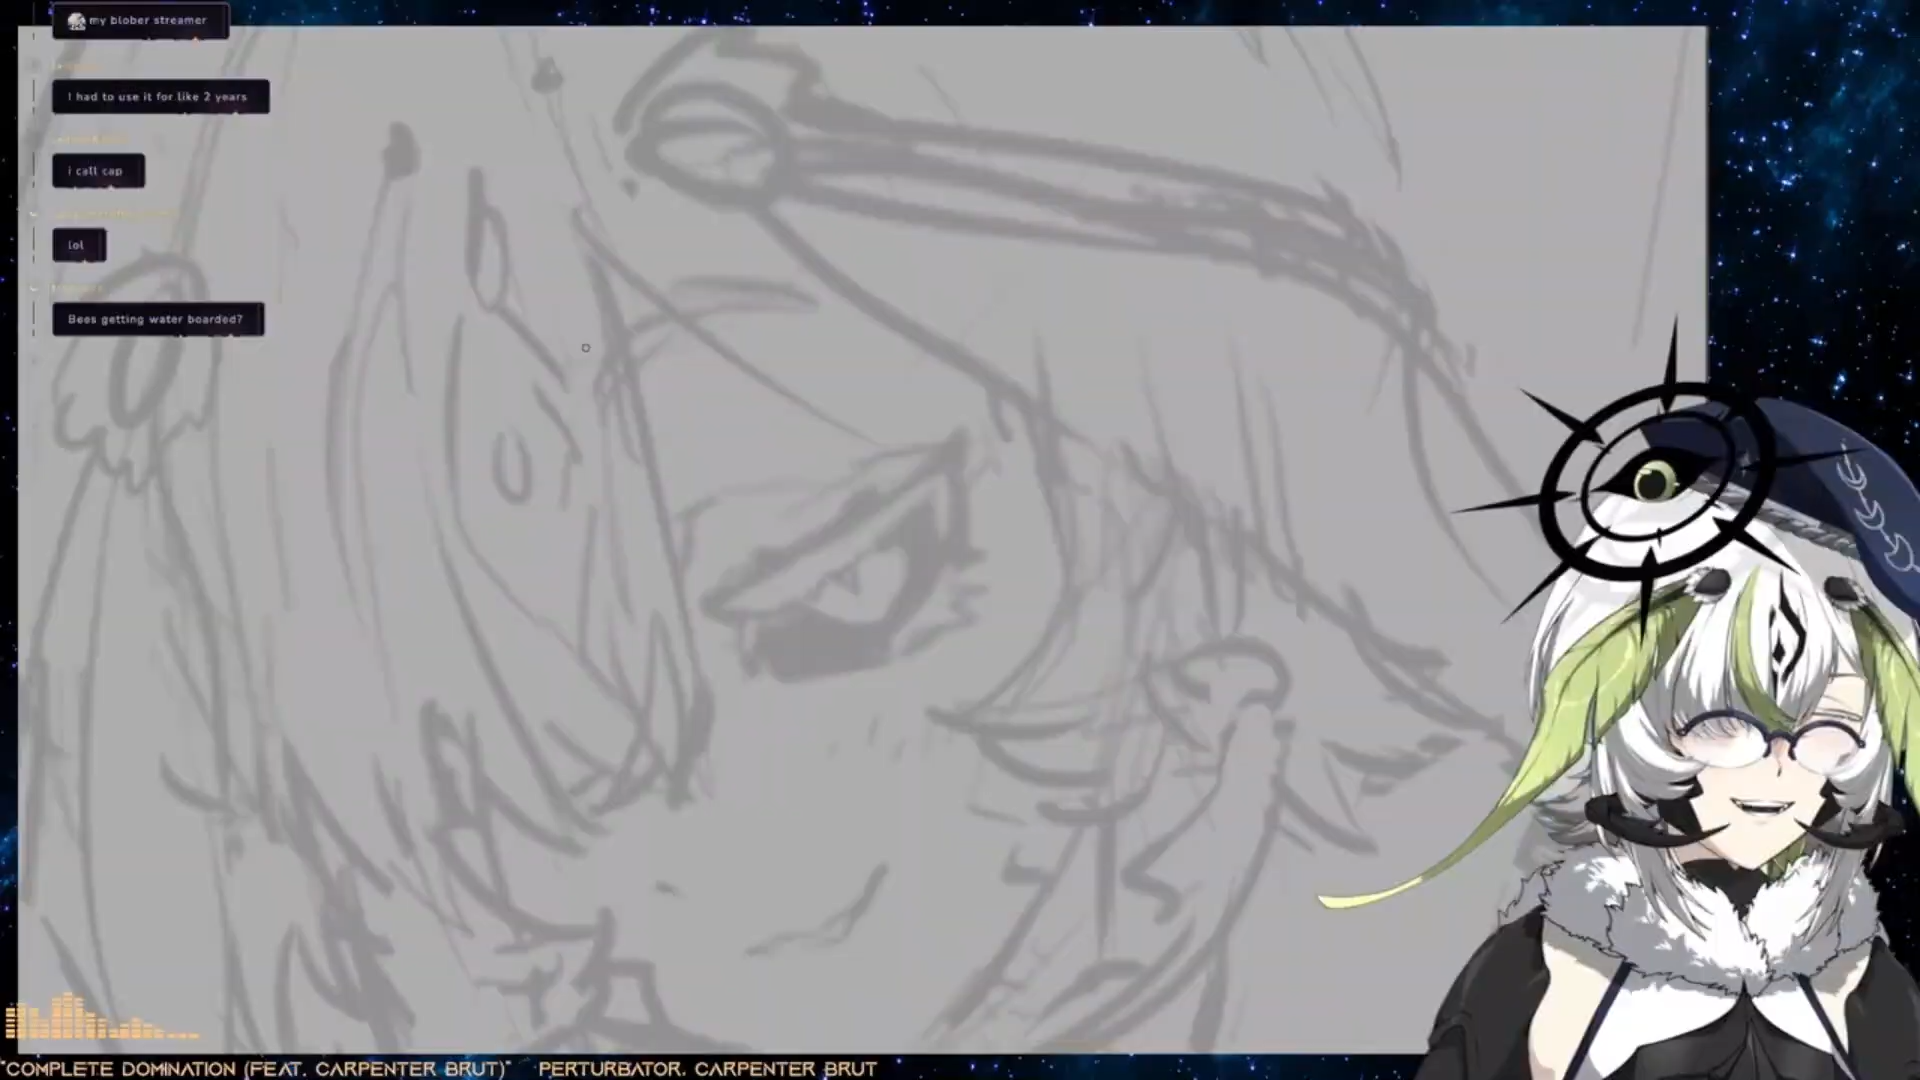 my blober streamer
I had to use it for like 2 years
i call cap
lol
Bees getting water boarded?
"COMPLETE DOMINATION (FEAT. CARPENTER BRUT)" PERTURBATOR. CARPENTER BRUT